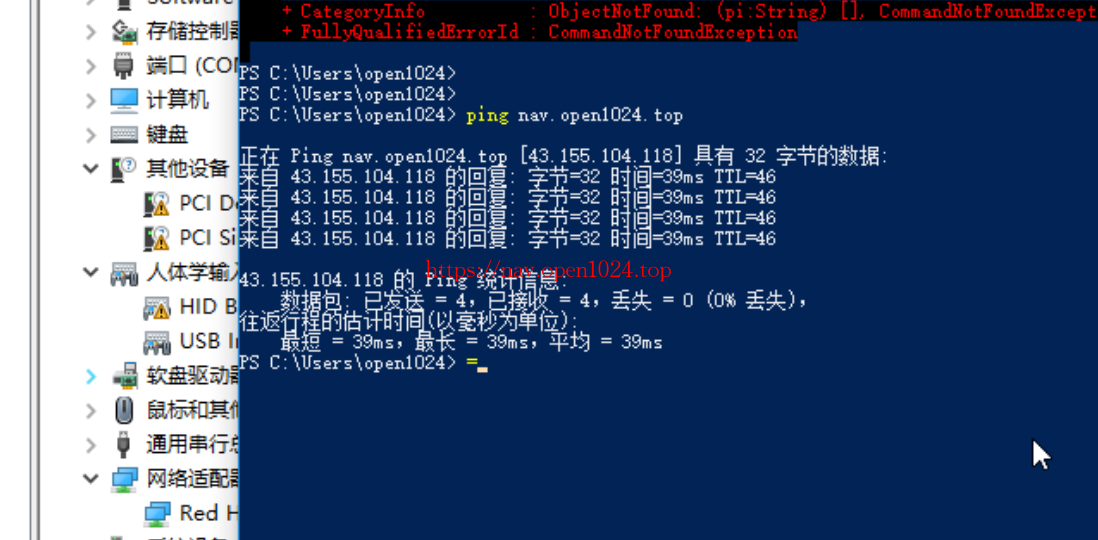 存储控制器
端口 (COM
计算机
键盘
其他设备
PCI De
PCI Si
人体学输入
HID B
USB In
软盘驱动器
鼠标和其他
通用串行总
网络适配器
Red H
+ CategoryInfo : ObjectNotFound: (pi:String) [], CommandNotFoundExcept
+ FullyQualifiedErrorId : CommandNotFoundException
PS C:\Users\open1024>
PS C:\Users\open1024>
PS C:\Users\open1024> ping nav.open1024.top
正在 Ping nav.open1024.top [43.155.104.118] 具有 32 字节的数据:
来自 43.155.104.118 的回复: 字节=32 时间=39ms TTL=46
来自 43.155.104.118 的回复: 字节=32 时间=39ms TTL=46
来自 43.155.104.118 的回复: 字节=32 时间=39ms TTL=46
来自 43.155.104.118 的回复: 字节=32 时间=39ms TTL=46
https://nav.open1024.top
43.155.104.118 的 Ping 统计信息:
数据包: 已发送 = 4，已接收 = 4，丢失 = 0 (0% 丢失)，
往返行程的估计时间(以毫秒为单位):
最短 = 39ms，最长 = 39ms，平均 = 39ms
PS C:\Users\open1024> =_